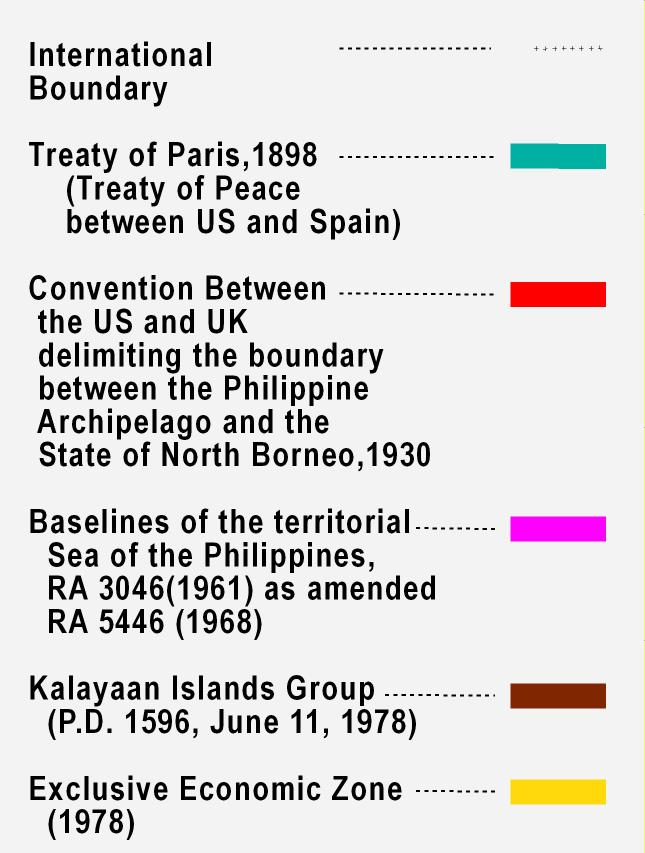 International
Boundary
Treaty of Paris,1898
(Treaty of Peace
between US and Spain)
Convention Between
the US and UK
delimiting the boundary
between the Philippine
Archipelago and the
State of North Borneo,1930
Baselines of the territorial
Sea of the Philippines,
RA 3046(1961) as amended
RA 5446 (1968)
Kalayaan Islands Group
(P.D. 1596, June 11, 1978)
Exclusive Economic Zone
(1978)